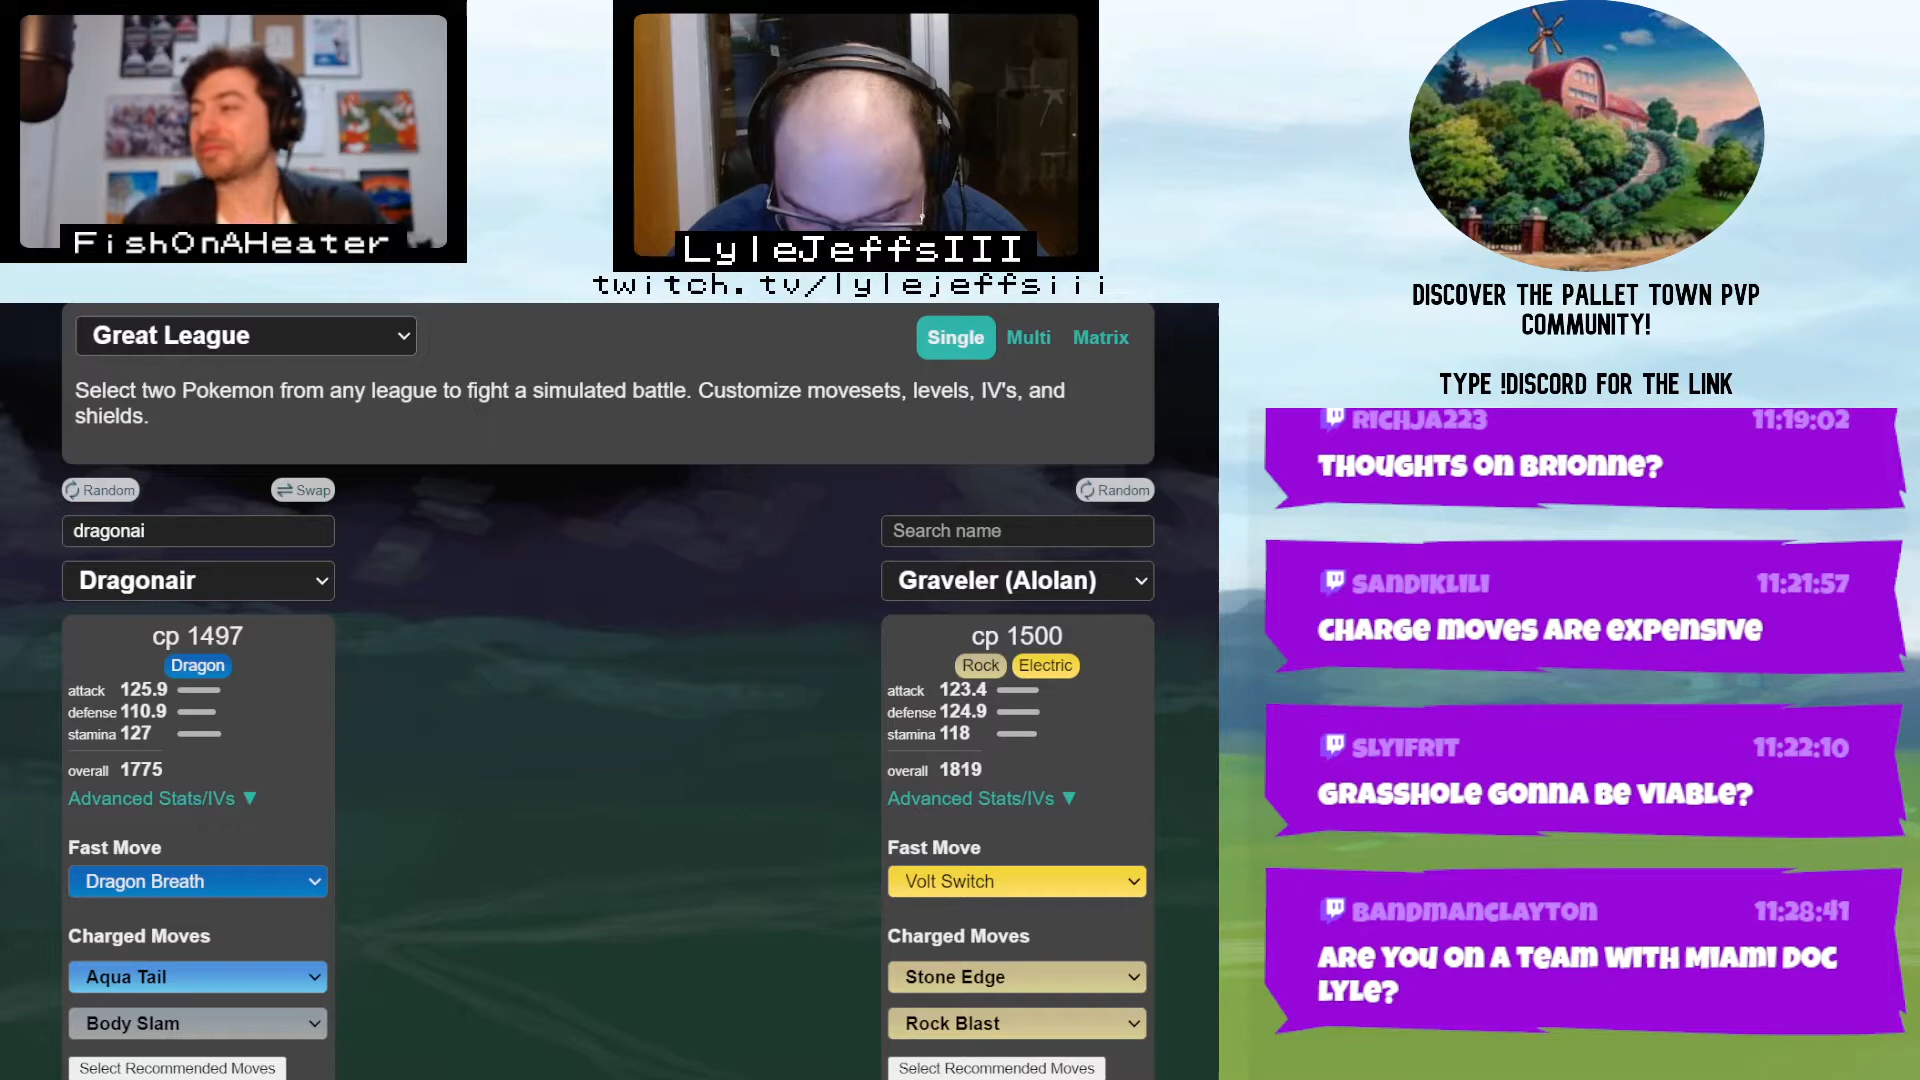 FishOnAHeater
LyleJeffsIII
twitch.tv/lylejeffsiii
DISCOVER THE PALLET TOWN PVP
COMMUNITY!
TYPE !DISCORD FOR THE LINK
Great League
Single Multi Matrix
Select two Pokemon from any league to fight a simulated battle. Customize movesets, levels, IV's, and
shields.
Random
Swap
Random
dragonai
Search name
Dragonair
Graveler (Alolan)
cp 1497
Dragon
attack 125.9
defense 110.9
stamina 127
overall 1775
Advanced Stats/IVs ▼
Fast Move
Dragon Breath
Charged Moves
Aqua Tail
Body Slam
Select Recommended Moves
cp 1500
Rock Electric
attack 123.4
defense 124.9
stamina 118
overall 1819
Advanced Stats/IVs ▼
Fast Move
Volt Switch
Charged Moves
Stone Edge
Rock Blast
Select Recommended Moves
RICHJA223 11:19:02
THOUGHTS ON BRIONNE?
SANDIKLILI 11:21:57
CHARGE MOVES ARE EXPENSIVE
SLYIFRIT 11:22:10
GRASSHOLE GONNA BE VIABLE?
BANDMANCLAYTON 11:28:41
ARE YOU ON A TEAM WITH MIAMI DOC
LYLE?